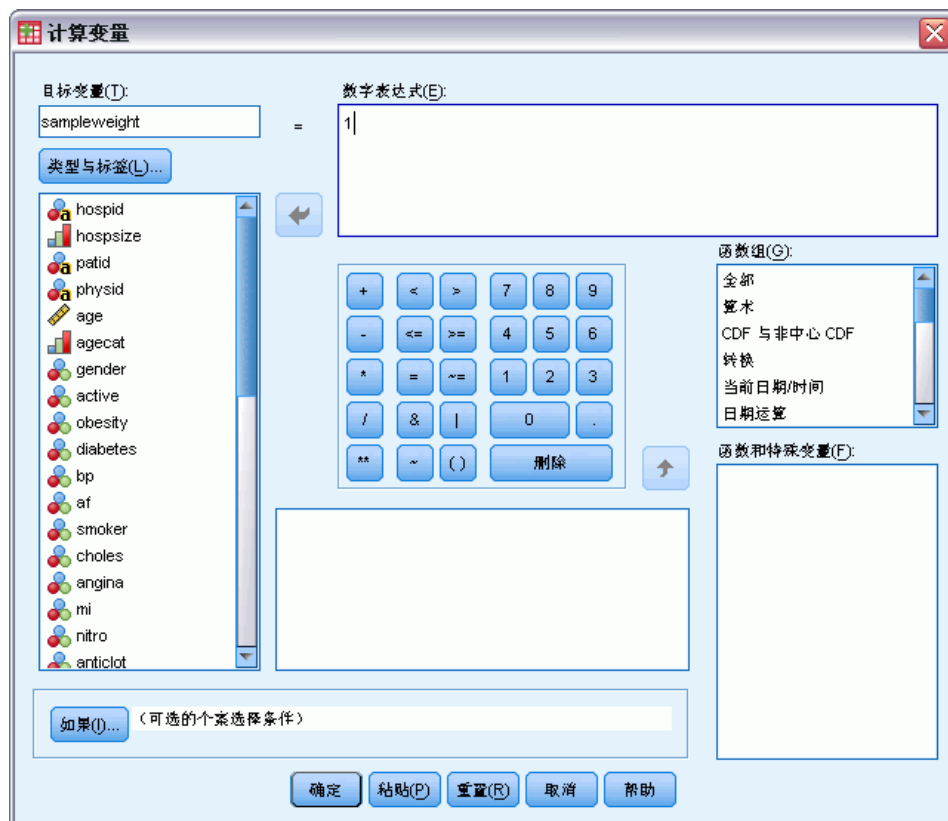 计算变量
目标变量(T):
数字表达式(E):
sampleweight
=
1
类型与标签(L)...
hospid
hospsize
patid
physid
age
agecat
gender
active
obesity
diabetes
bp
af
smoker
choles
angina
mi
nitro
anticlot
+ < > 7 8 9
- <= >= 4 5 6
* = ~= 1 2 3
/ & | 0 .
** ~ ( ) 删除
函数组(G):
全部
算术
CDF 与非中心 CDF
转换
当前日期/时间
日期运算
函数和特殊变量(F):
如果(I)...
(可选的个案选择条件)
确定 粘贴(P) 重置(R) 取消 帮助